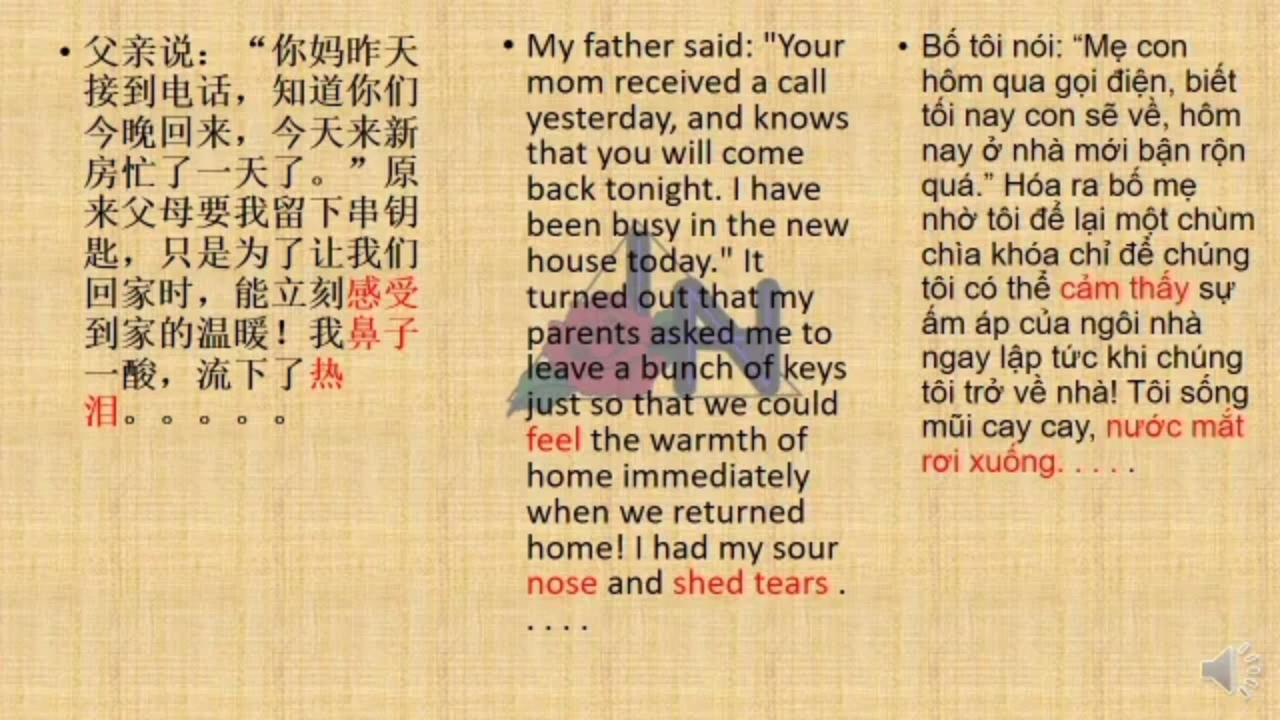 • 父亲说：“你妈昨天
接到电话，知道你们
今晚回来，今天来新
房忙了一天了。”原
来父母要我留下串钥
匙，只是为了让我们
回家时，能立刻感受
到家的温暖！我鼻子
一酸，流下了热
泪。。。。。
• My father said: "Your
mom received a call
yesterday, and knows
that you will come
back tonight. I have
been busy in the new
house today." It
turned out that my
parents asked me to
leave a bunch of keys
just so that we could
feel the warmth of
home immediately
when we returned
home! I had my sour
nose and shed tears .
. . . .
• Bố tôi nói: “Mẹ con
hôm qua gọi điện, biết
tối nay con sẽ về, hôm
nay ở nhà mới bận rộn
quá.” Hóa ra bố mẹ
nhờ tôi để lại một chùm
chìa khóa chỉ để chúng
tôi có thể cảm thấy sự
ấm áp của ngôi nhà
ngay lập tức khi chúng
tôi trở về nhà! Tôi sống
mũi cay cay, nước mắt
rơi xuống. . . . .